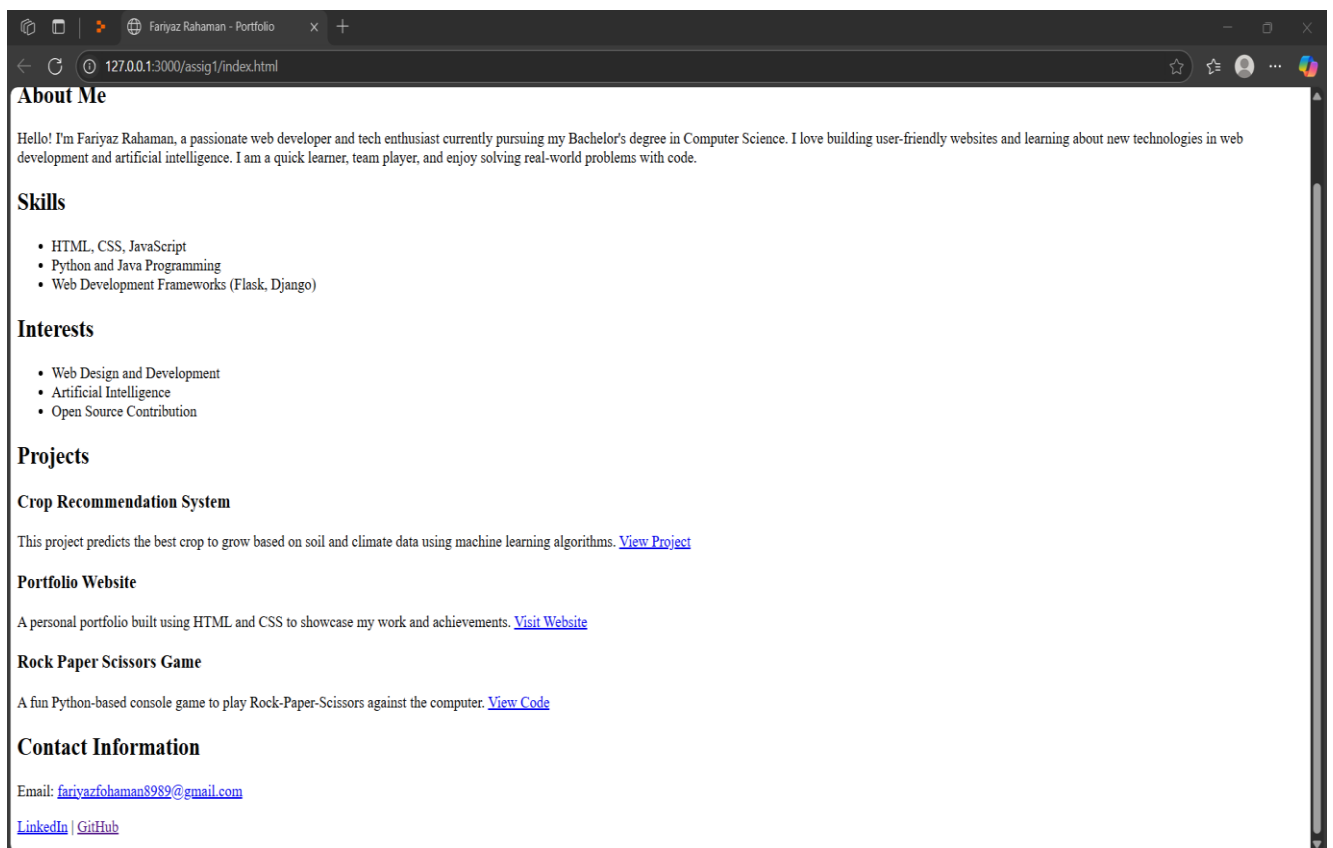 Fariyaz Rahaman - Portfolio
127.0.0.1:3000/assig1/index.html
About Me
Hello! I'm Fariyaz Rahaman, a passionate web developer and tech enthusiast currently pursuing my Bachelor's degree in Computer Science. I love building user-friendly websites and learning about new technologies in web
development and artificial intelligence. I am a quick learner, team player, and enjoy solving real-world problems with code.
Skills
• HTML, CSS, JavaScript
• Python and Java Programming
• Web Development Frameworks (Flask, Django)
Interests
• Web Design and Development
• Artificial Intelligence
• Open Source Contribution
Projects
Crop Recommendation System
This project predicts the best crop to grow based on soil and climate data using machine learning algorithms. View Project
Portfolio Website
A personal portfolio built using HTML and CSS to showcase my work and achievements. Visit Website
Rock Paper Scissors Game
A fun Python-based console game to play Rock-Paper-Scissors against the computer. View Code
Contact Information
Email: fariyazfohaman8989@gmail.com
LinkedIn | GitHub